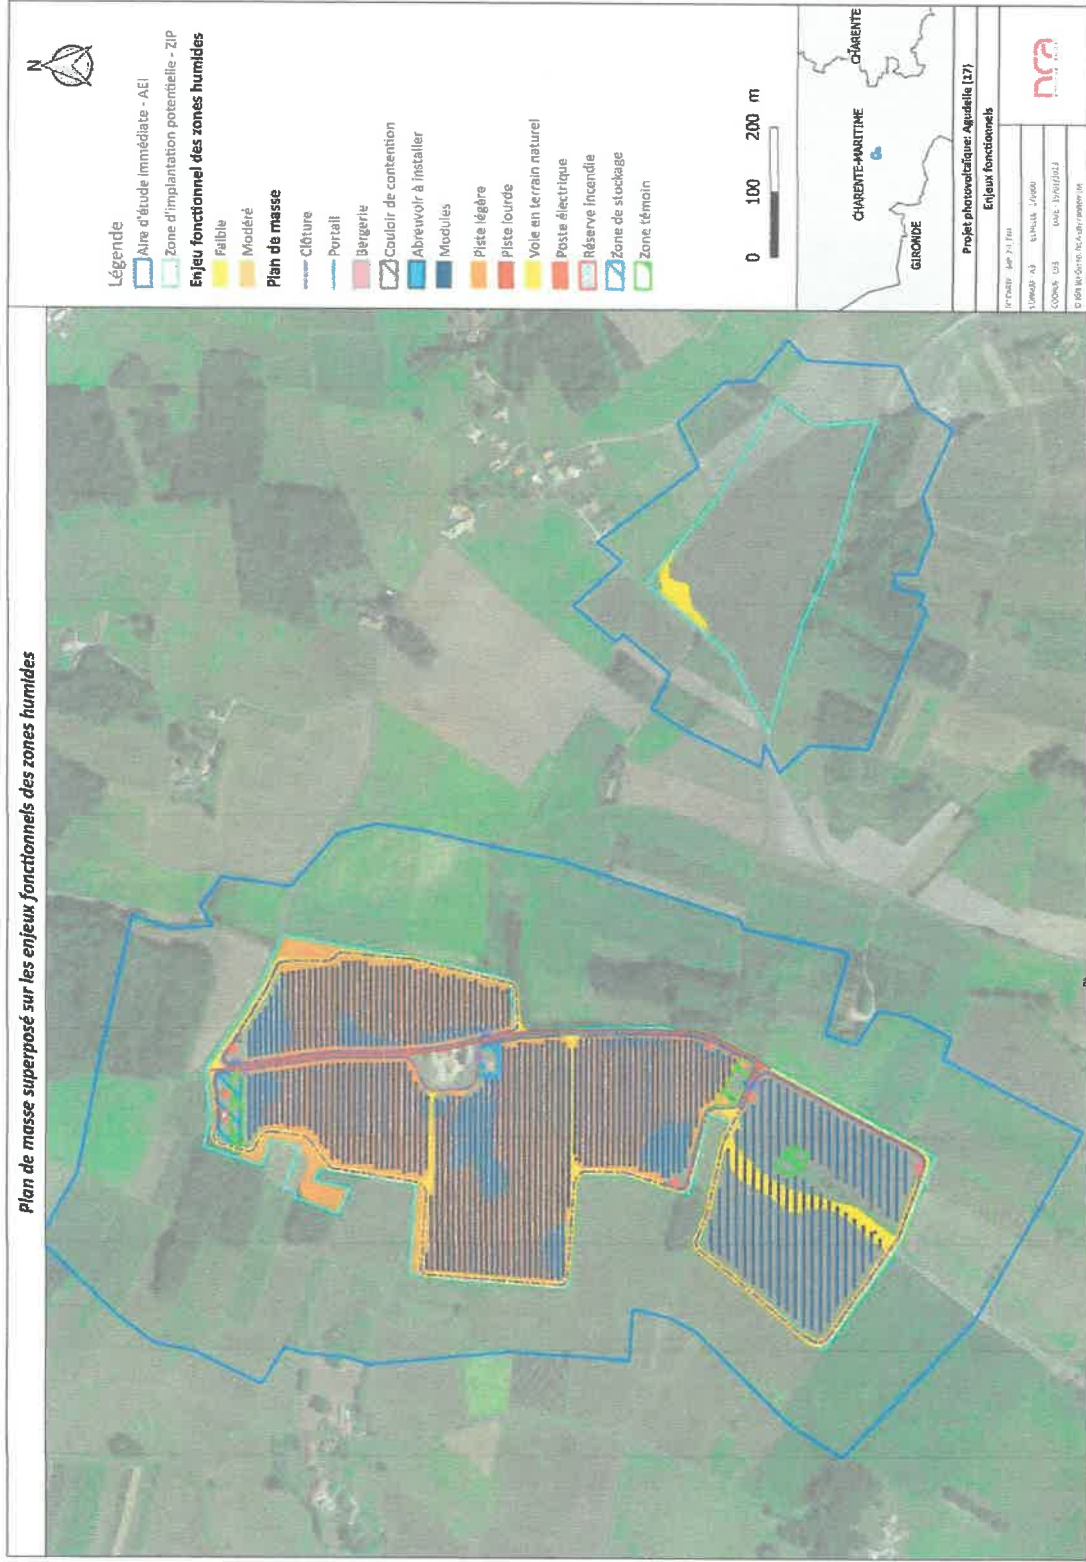 Plan de masse superposé sur les enjeux fonctionnels des zones humides
N
Légende
Aire d'étude immédiate - AEI
Zone d'implantation potentielle - ZIP
Enjeu fonctionnel des zones humides
Faible
Modéré
Plan de masse
Clôture
Portail
Bergerie
Couloir de contention
Abreuvoir à installer
Modules
Piste légère
Piste lourde
Voie en terrain naturel
Poste électrique
Réserve incendie
Zone de stockage
Zone témoin
0 100 200 m
CHARENTE-MARITIME
CHARENTE
GIRONDE
Projet photovoltaïque: Agudelle (17)
Enjeux fonctionnels
nca